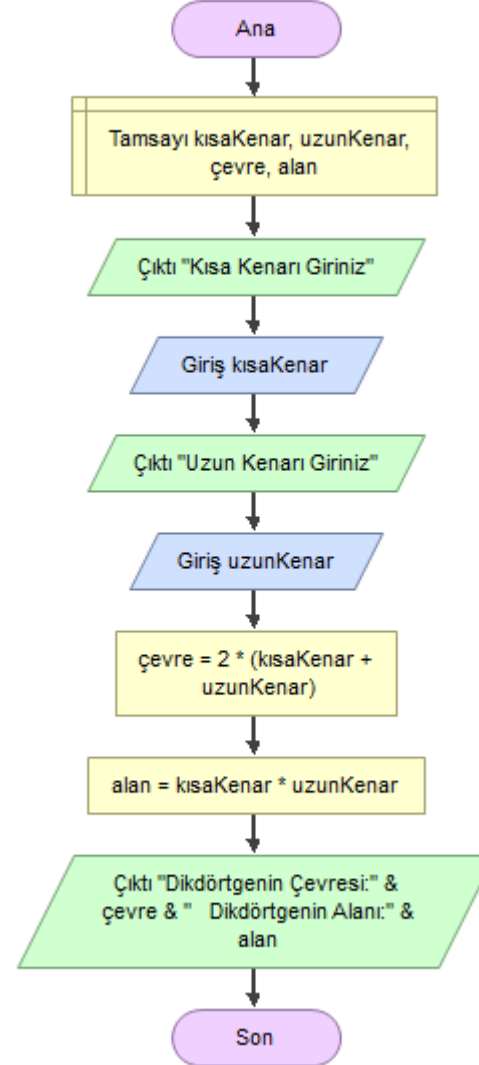 Ana
Tamsayı kısaKenar, uzunKenar,
çevre, alan
Çıktı "Kısa Kenarı Giriniz"
Giriş kısaKenar
Çıktı "Uzun Kenarı Giriniz"
Giriş uzunKenar
çevre = 2 * (kısaKenar +
uzunKenar)
alan = kısaKenar * uzunKenar
Çıktı "Dikdörtgenin Çevresi:" &
çevre & "   Dikdörtgenin Alanı:" &
alan
Son